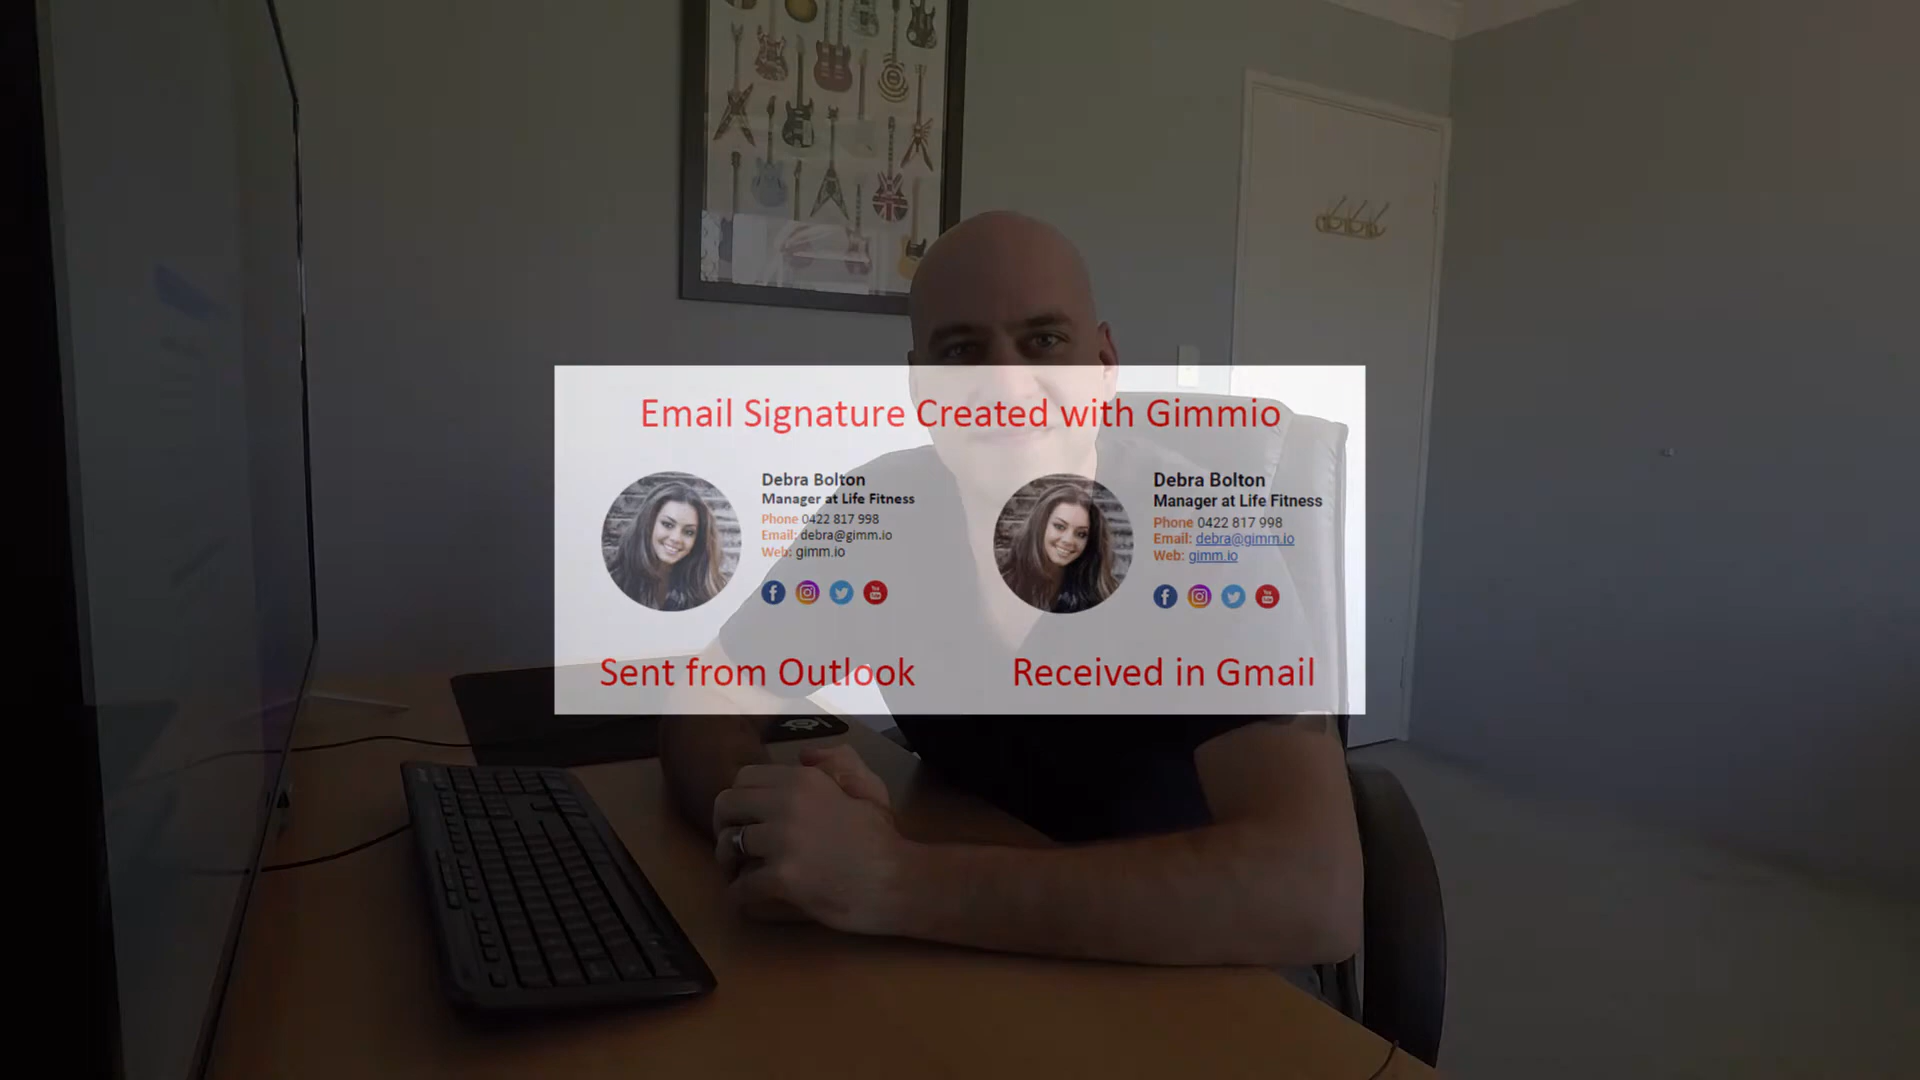 Email Signature Created with Gimmio
Debra Bolton
Manager at Life Fitness
Phone 0422 817 998
Email: debra@gimm.io
Web: gimm.io
Debra Bolton
Manager at Life Fitness
Phone 0422 817 998
Email: debra@gimm.io
Web: gimm.io
Sent from Outlook
Received in Gmail